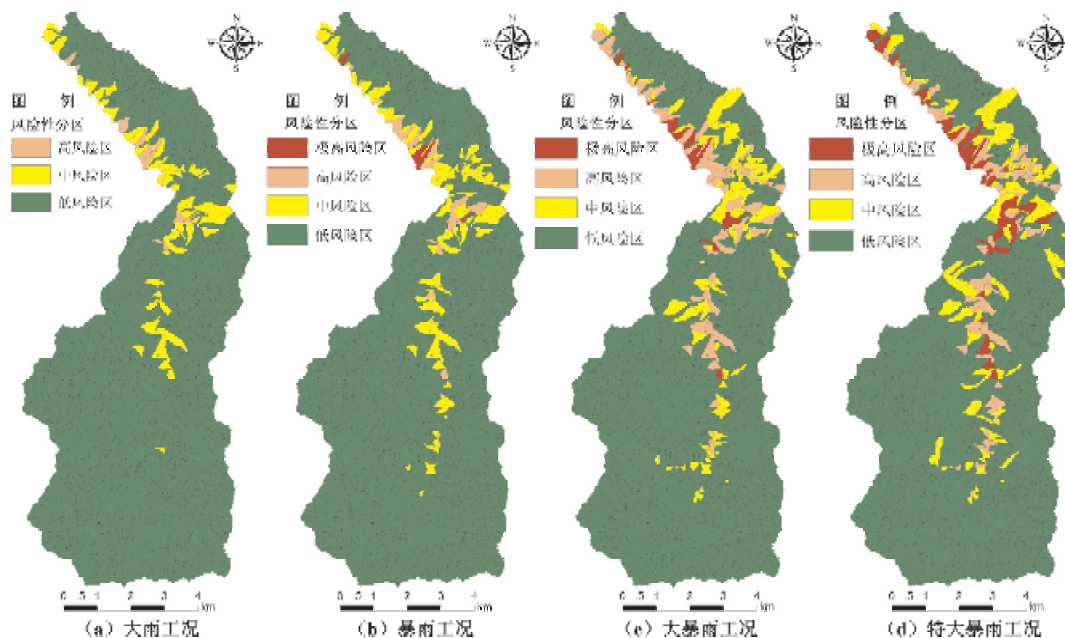 N
W E
S
图 例
风险性分区
高风险区
中风险区
低风险区
0 0.5 1 2 3 4
km
(a) 大雨工况
N
W E
S
图 例
风险性分区
极高风险区
高风险区
中风险区
低风险区
0 0.5 1 2 3 4
km
(b) 暴雨工况
N
W E
S
图 例
风险性分区
极高风险区
高风险区
中风险区
低风险区
0 0.5 1 2 3 4
km
(c) 大暴雨工况
N
W E
S
图 例
风险性分区
极高风险区
高风险区
中风险区
低风险区
0 0.5 1 2 3 4
km
(d) 特大暴雨工况